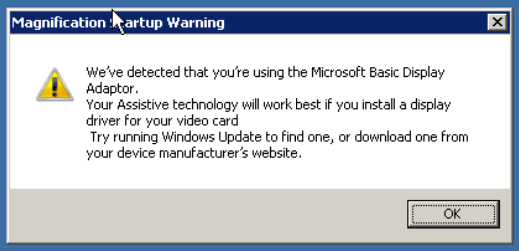 Magnification Startup Warning
We've detected that you're using the Microsoft Basic Display
Adaptor.
Your Assistive technology will work best if you install a display
driver for your video card
Try running Windows Update to find one, or download one from
your device manufacturer's website.
OK